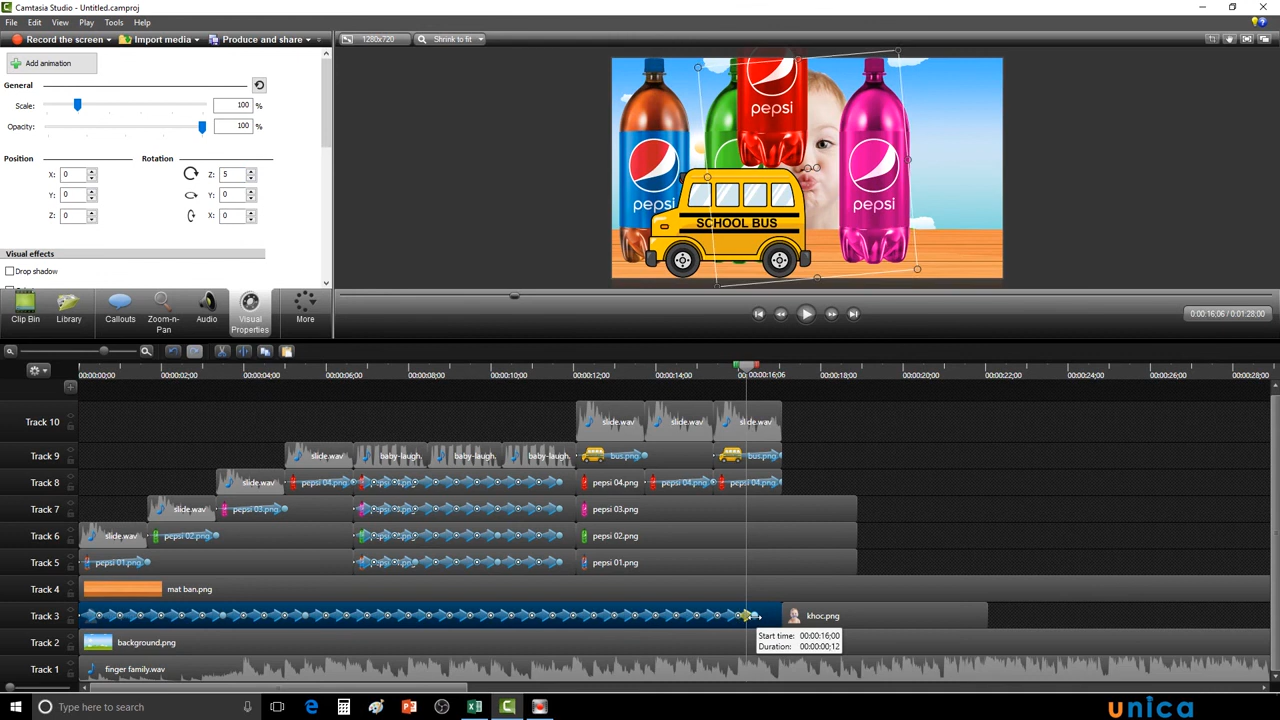 Camtasia Studio - Untitled.camproj
File Edit View Play Tools Help
Record the screen Import media Produce and share
1280x720 Shrink to fit
Add animation
General
Scale: 100 %
Opacity: 100 %
Position Rotation
X: 0 Z: 5
Y: 0 Y: 0
Z: 0 X: 0
Visual effects
Drop shadow
pepsi
pepsi
pepsi
pepsi
SCHOOL BUS
Clip Bin Library Callouts Zoom-n-Pan Audio Visual Properties More
0:00:16;06 / 0:01:28;00
00:00:00;00 00:00:02;00 00:00:04;00 00:00:06;00 00:00:08;00 00:00:10;00 00:00:12;00 00:00:14;00 00:00:16;06 00:00:18;00 00:00:20;00 00:00:22;00 00:00:24;00 00:00:26;00 00:00:28;00
Track 10 slide.wav slide.wav slide.wav
Track 9 slide.wav baby-laugh. baby-laugh. baby-laugh. bus.png bus.png
Track 8 slide.wav pepsi 04.png pepsi 04.png pepsi 04.png pepsi 04.png
Track 7 slide.wav pepsi 03.png pepsi 03.png
Track 6 slide.wav pepsi 02.png pepsi 02.png
Track 5 pepsi 01.png pepsi 01.png
Track 4 mat ban.png
Track 3 khoc.png
Start time: 00:00:16;00
Duration: 00:00:00;12
Track 2 background.png
Track 1 finger family.wav
Type here to search
unica